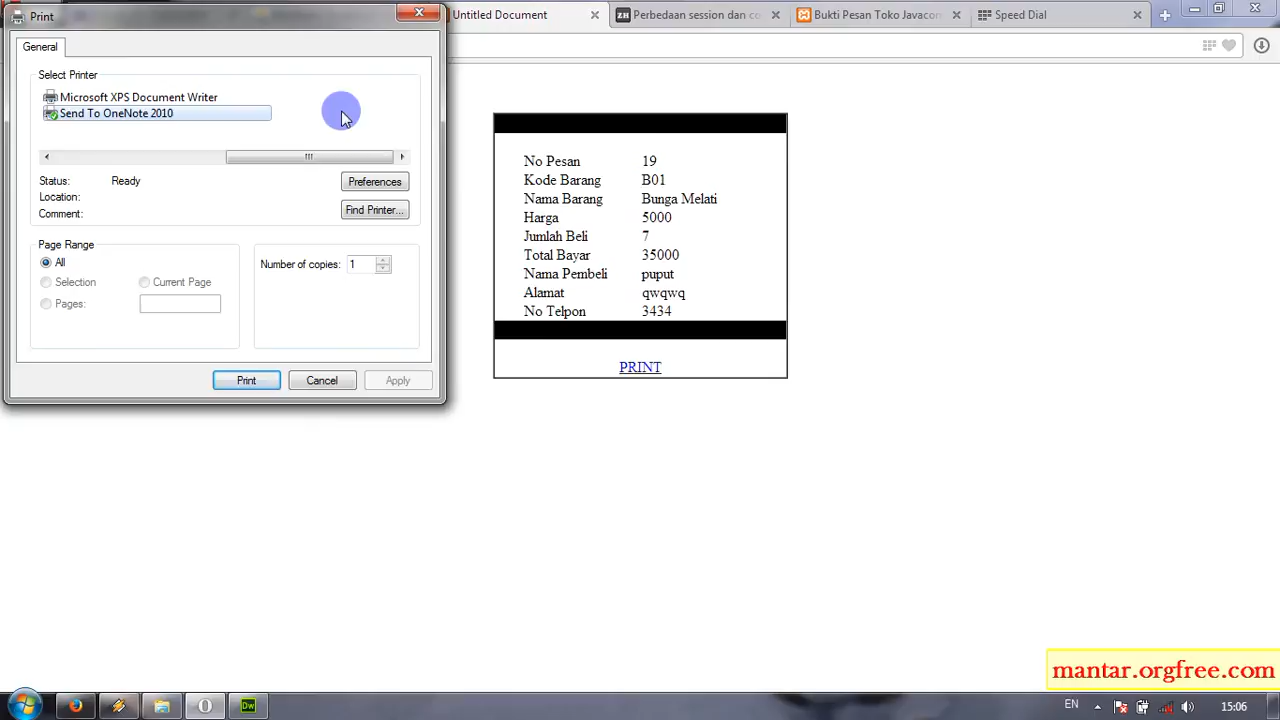 Print
General
Select Printer
Microsoft XPS Document Writer
Send To OneNote 2010
Status: Ready
Location:
Comment:
Preferences
Find Printer...
Page Range
All
Selection
Current Page
Pages:
Number of copies: 1
Print
Cancel
Apply
Untitled Document
Perbedaan session dan co
Bukti Pesan Toko Javacom
Speed Dial
No Pesan 19
Kode Barang B01
Nama Barang Bunga Melati
Harga 5000
Jumlah Beli 7
Total Bayar 35000
Nama Pembeli puput
Alamat qwqwq
No Telpon 3434
PRINT
mantar.orgfree.com
Dw
EN
15:06